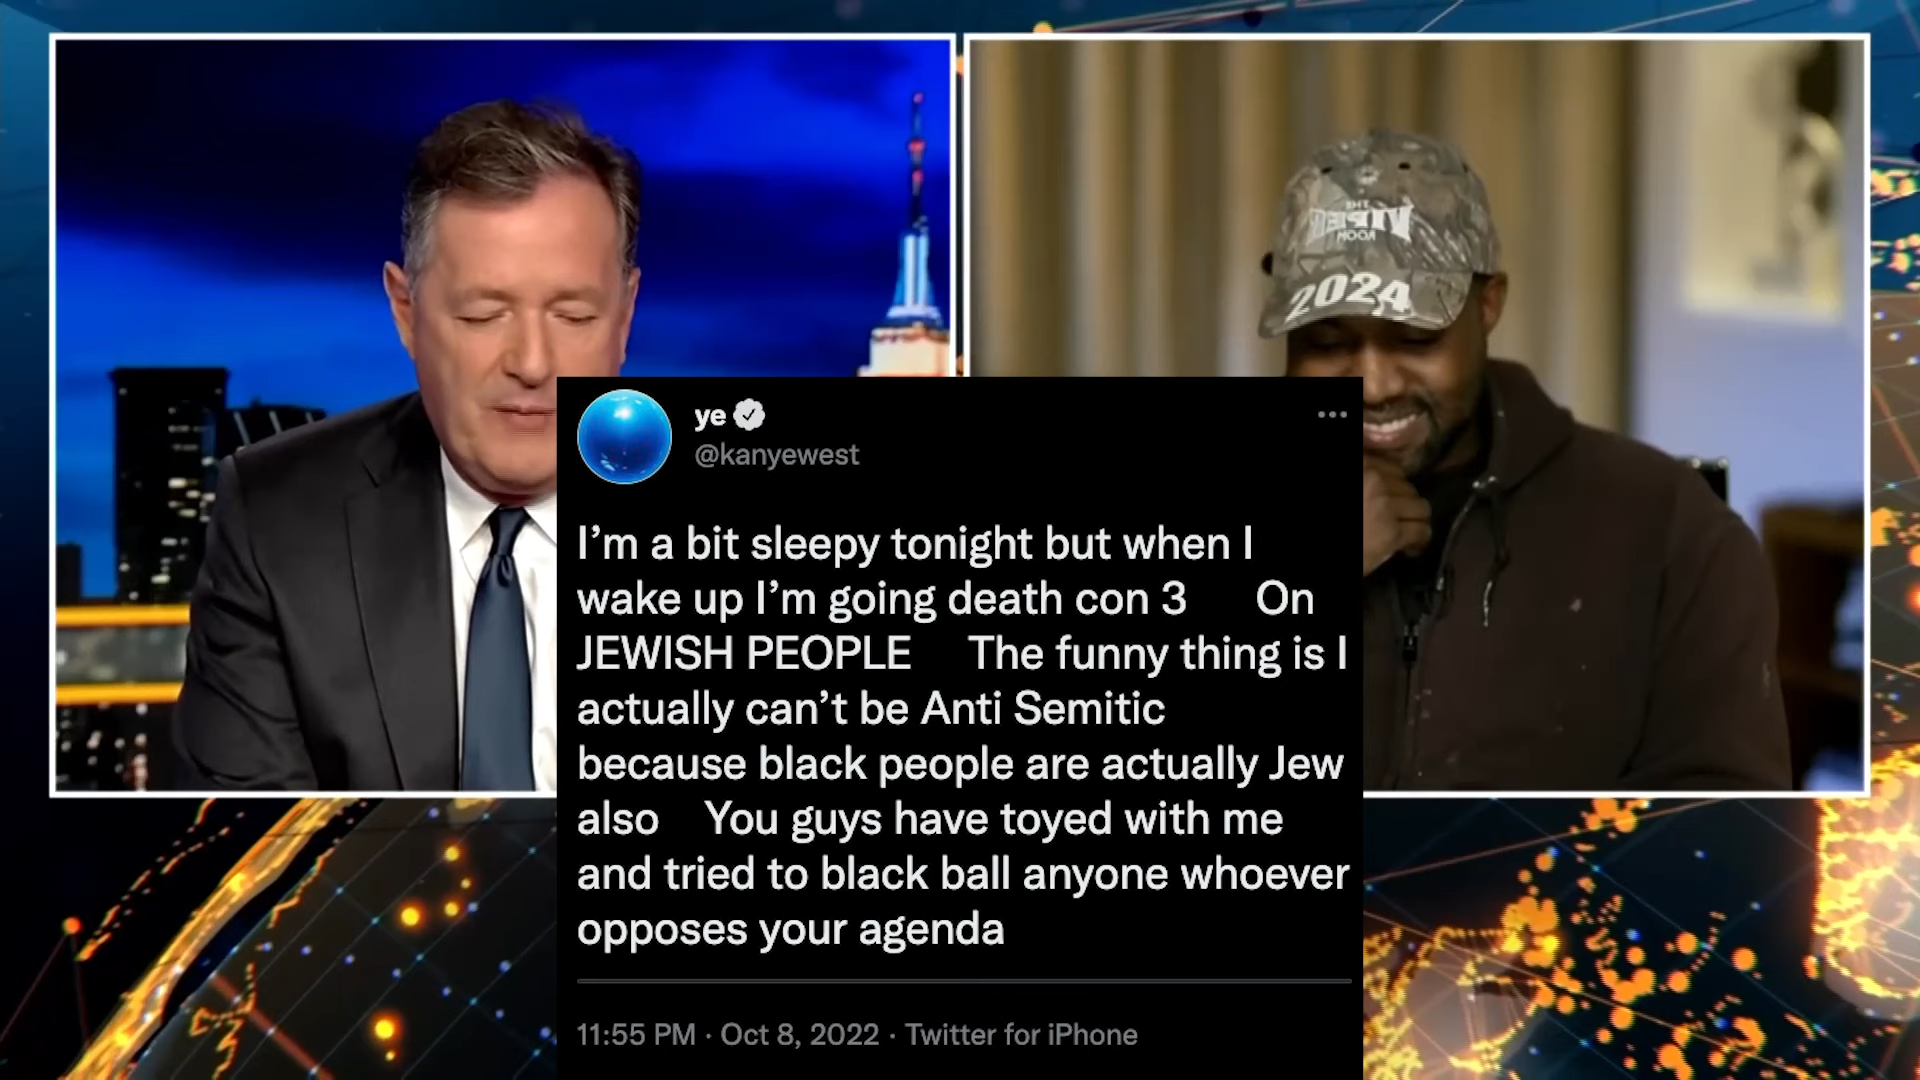 THE
VIPER
ROOM
2024
ye
@kanyewest
I’m a bit sleepy tonight but when I
wake up I’m going death con 3 On
JEWISH PEOPLE The funny thing is I
actually can’t be Anti Semitic
because black people are actually Jew
also You guys have toyed with me
and tried to black ball anyone whoever
opposes your agenda
11:55 PM · Oct 8, 2022 · Twitter for iPhone